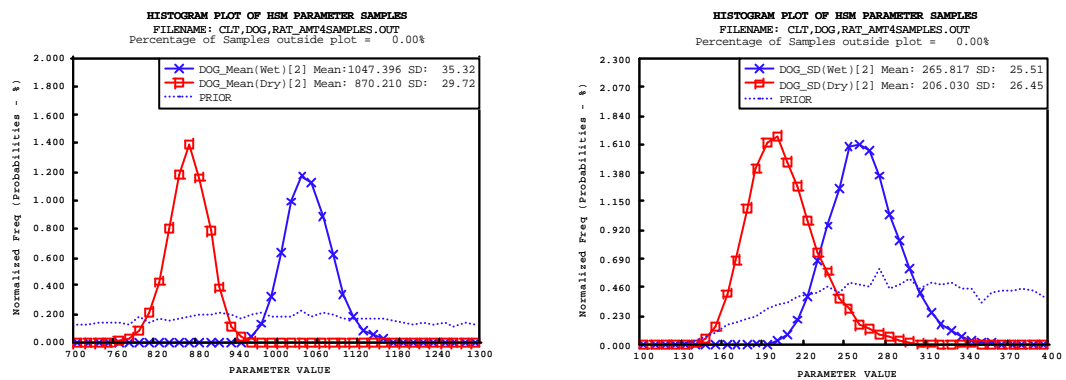 HISTOGRAM PLOT OF HSM PARAMETER SAMPLES
FILENAME: CLT,DOG,RAT_AMT4SAMPLES.OUT
Percentage of Samples outside plot = 0.00%
DOG_Mean(Wet)[2] Mean:1047.396 SD: 35.32
DOG_Mean(Dry)[2] Mean: 870.210 SD: 29.72
PRIOR
Normalized Freq (Probabilities - %)
2.000
1.800
1.600
1.400
1.200
1.000
0.800
0.600
0.400
0.200
0.000
700 760 820 880 940 1000 1060 1120 1180 1240 1300
PARAMETER VALUE
HISTOGRAM PLOT OF HSM PARAMETER SAMPLES
FILENAME: CLT,DOG,RAT_AMT4SAMPLES.OUT
Percentage of Samples outside plot = 0.00%
DOG_SD(Wet)[2] Mean: 265.817 SD: 25.51
DOG_SD(Dry)[2] Mean: 206.030 SD: 26.45
PRIOR
Normalized Freq (Probabilities - %)
2.300
2.070
1.840
1.610
1.380
1.150
0.920
0.690
0.460
0.230
0.000
100 130 160 190 220 250 280 310 340 370 400
PARAMETER VALUE